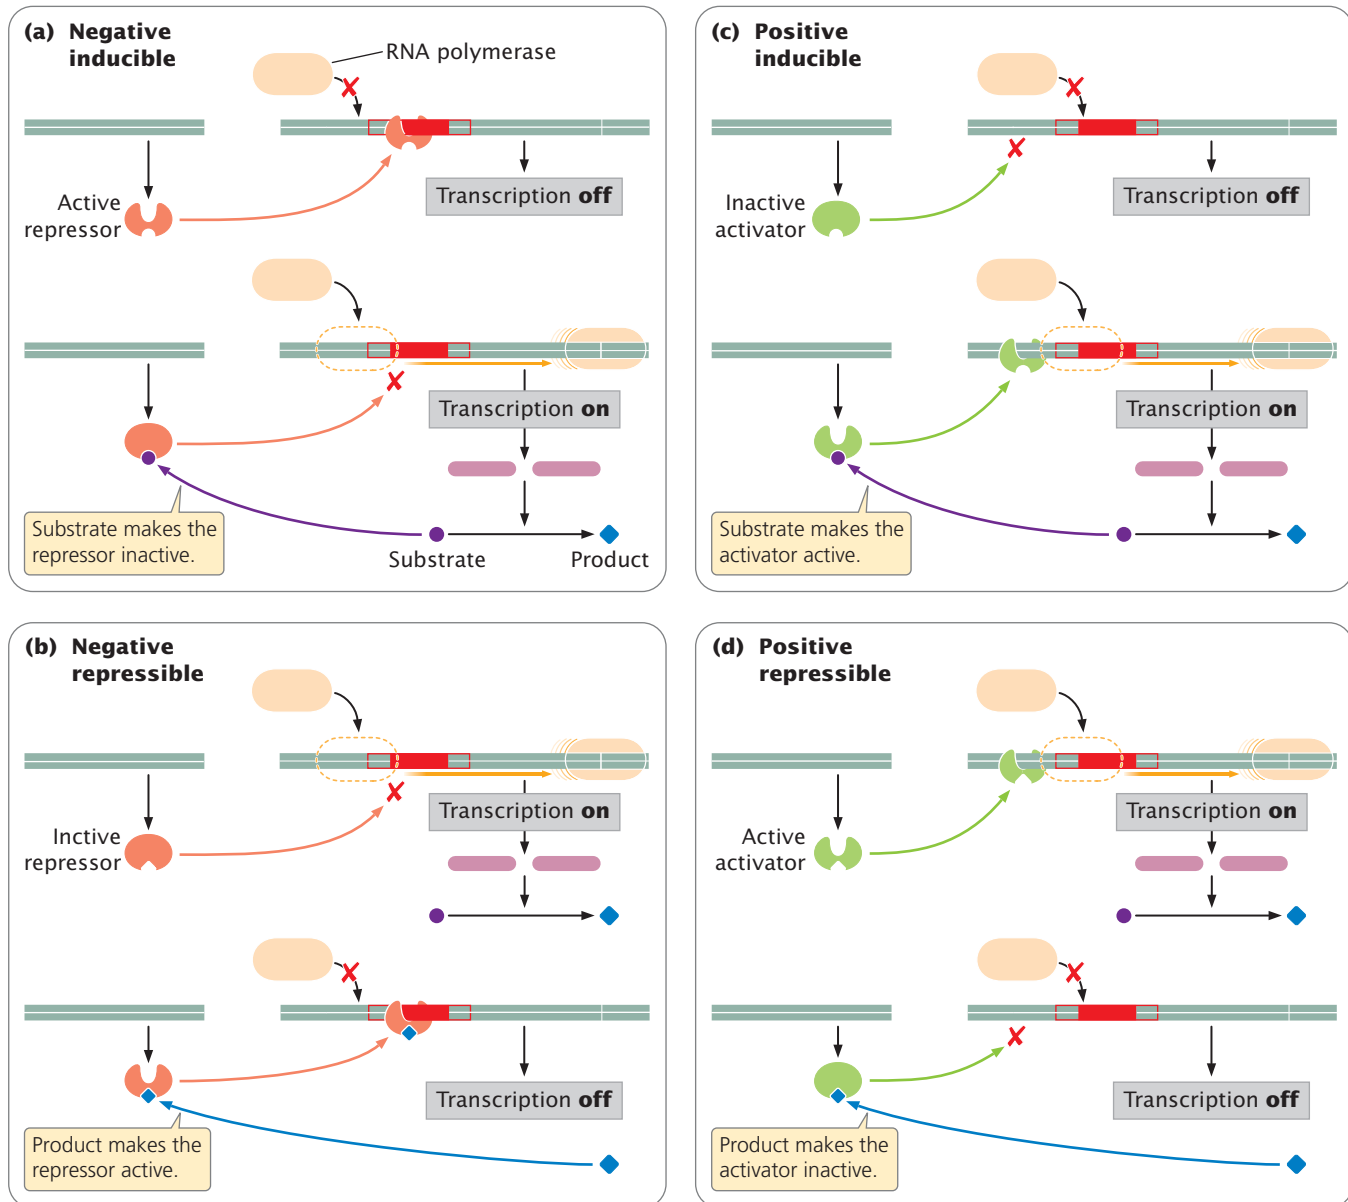 (a) Negative
inducible
RNA polymerase
Active
repressor
Transcription off
Transcription on
Substrate makes the
repressor inactive.
Substrate
Product
(c) Positive
inducible
Inactive
activator
Transcription off
Transcription on
Substrate makes the
activator active.
(b) Negative
repressible
Inctive
repressor
Transcription on
Transcription off
Product makes the
repressor active.
(d) Positive
repressible
Active
activator
Transcription on
Transcription off
Product makes the
activator inactive.